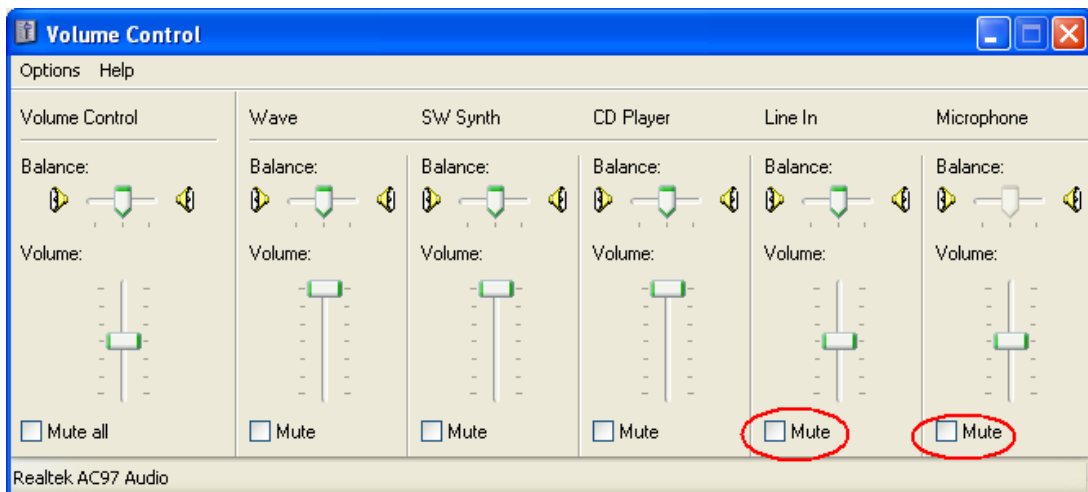 Volume Control
Options Help
Volume Control Wave SW Synth CD Player Line In Microphone
Balance: Balance: Balance: Balance: Balance: Balance:
Volume: Volume: Volume: Volume: Volume: Volume:
Mute all Mute Mute Mute Mute Mute
Realtek AC97 Audio